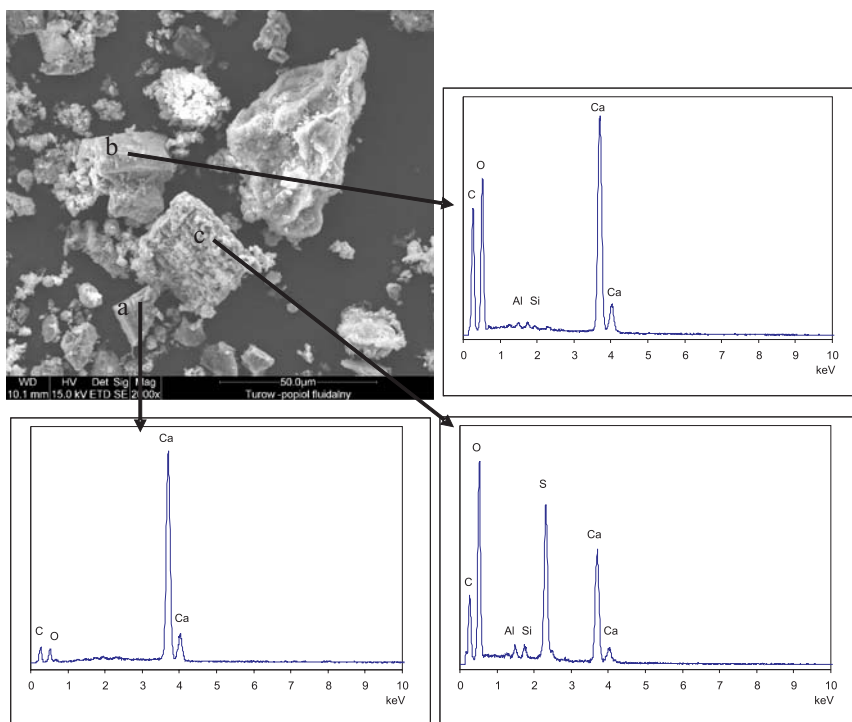 b
c
a
WD HV Det Sig Mag 50.0µm
10.1 mm 15.0 kV ETD SE 2000x Turow -popiol fluidalny
Ca
O
C
Al Si
Ca
0 1 2 3 4 5 6 7 8 9 10
keV
Ca
C O
Ca
0 1 2 3 4 5 6 7 8 9 10
keV
O
S
Ca
C
Al Si
Ca
0 1 2 3 4 5 6 7 8 9 10
keV